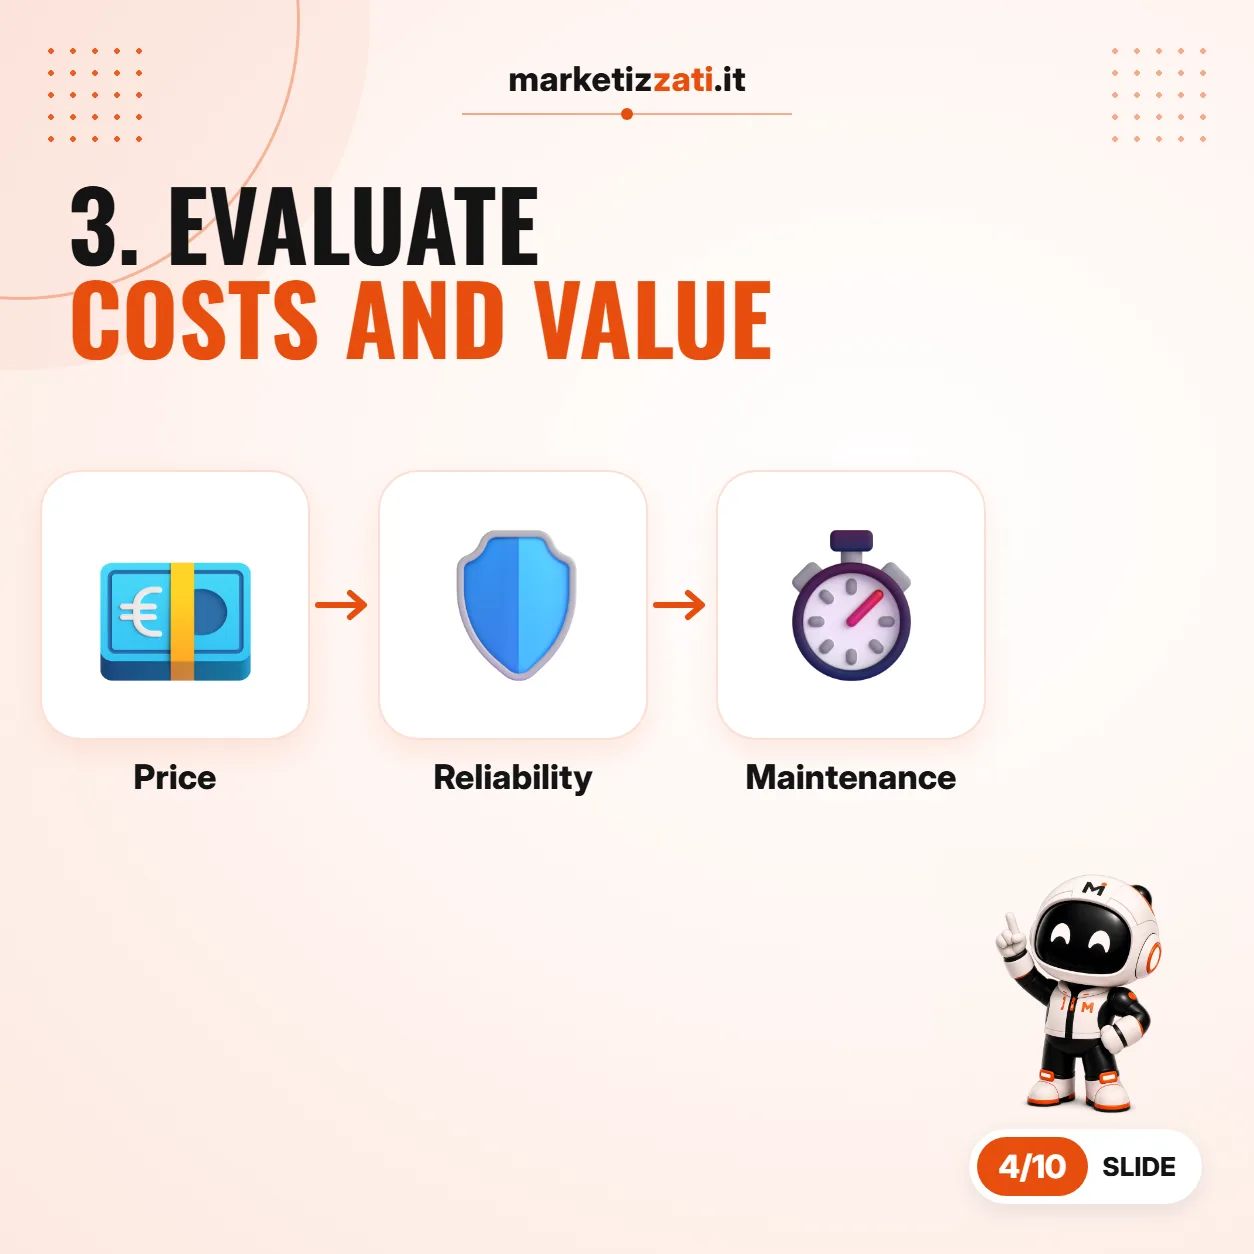 marketizzati.it
3. EVALUATE
COSTS AND VALUE
€
Price
Reliability
Maintenance
M
M
4/10 SLIDE